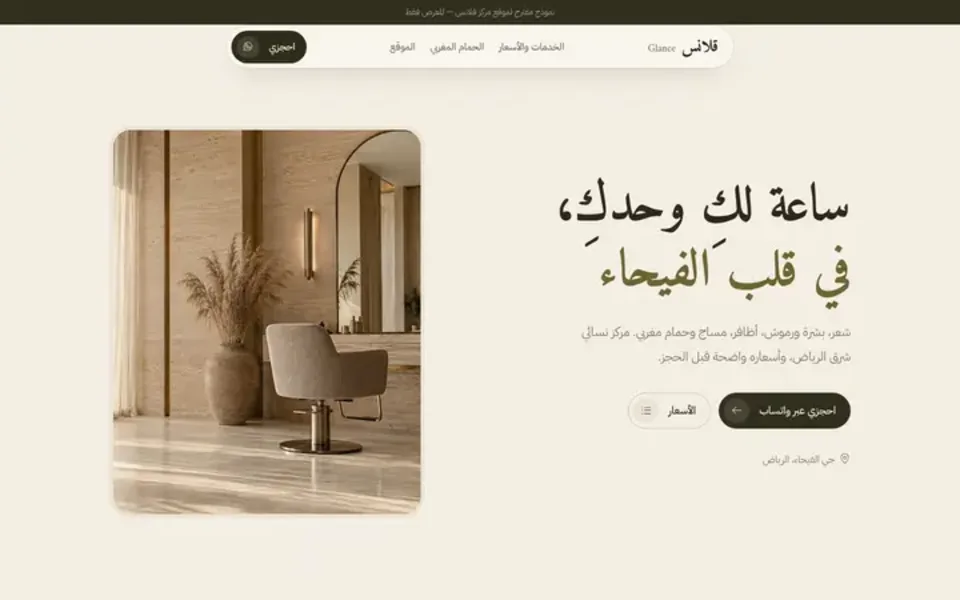 نموذج مقترح لموقع مركز قلانس — للعرض فقط
قلانس Glance
الخدمات والأسعار
الحمام المغربي
الموقع
احجزي
ساعة لكِ وحدكِ،
في قلب الفيحاء
شعر، بشرة ورموش، أظافر، مساج وحمام مغربي. مركز نسائي
شرق الرياض، وأسعاره واضحة قبل الحجز.
احجزي عبر واتساب
الأسعار
حي الفيحاء، الرياض